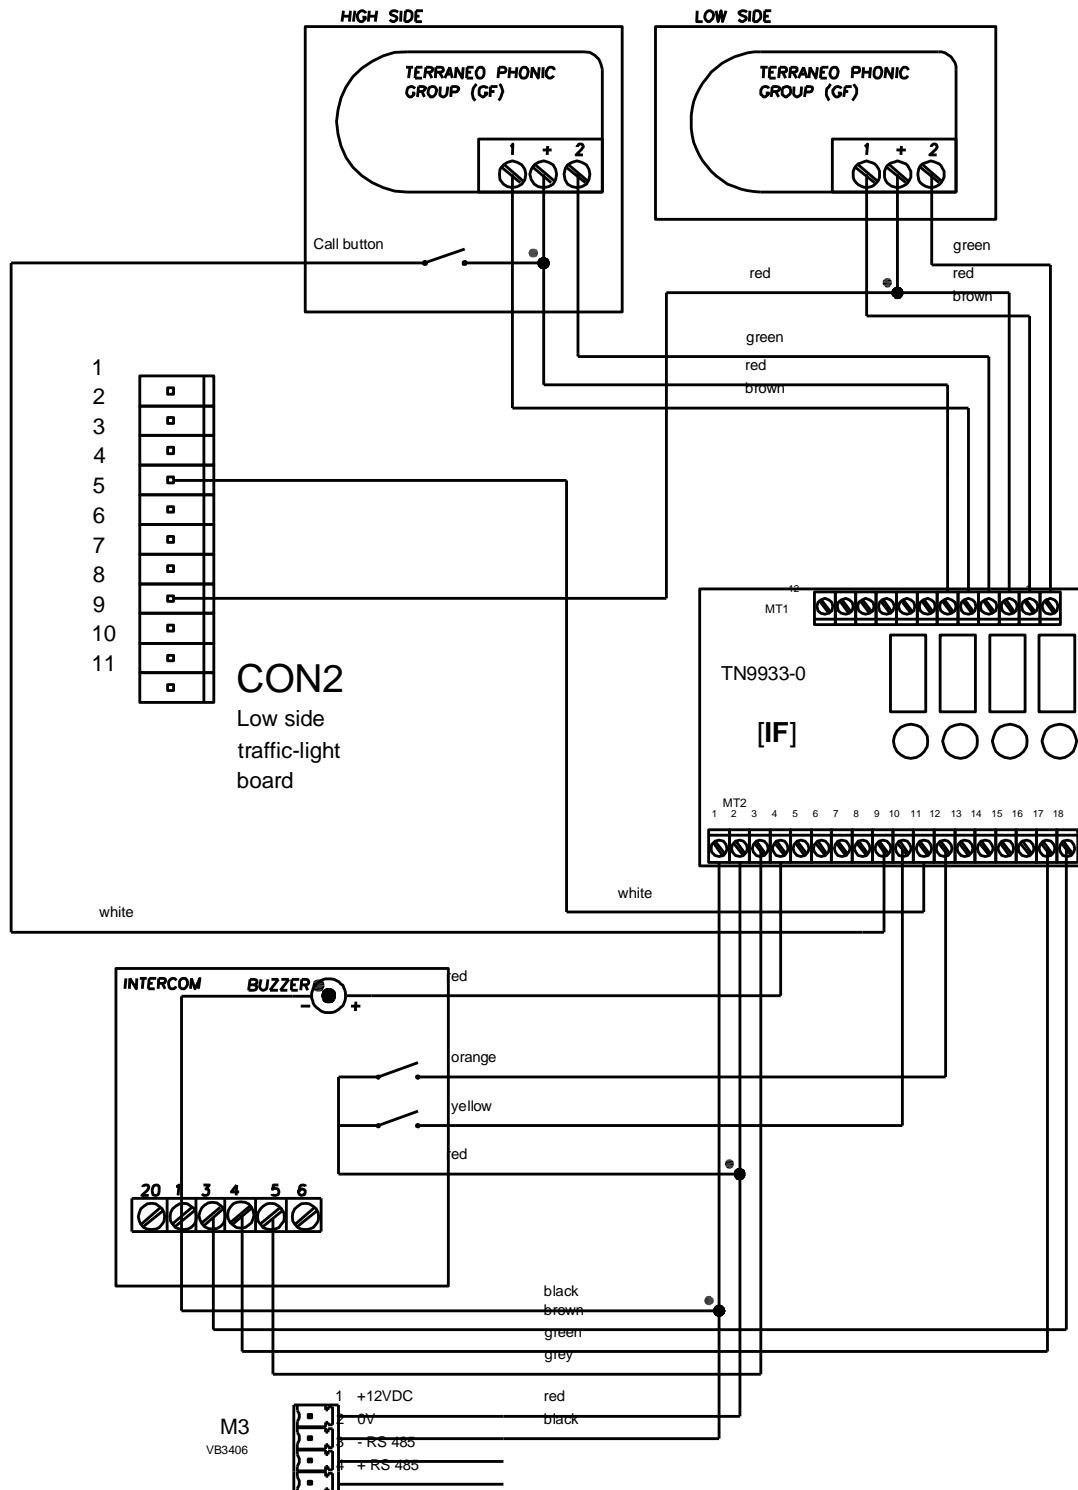 HIGH SIDE
LOW SIDE
TERRANEO PHONIC
GROUP (GF)
TERRANEO PHONIC
GROUP (GF)
1 + 2
1 + 2
Call button
green
red
red
brown
green
red
brown
1
2
3
4
5
6
7
8
9
10
11
CON2
Low side
traffic-light
board
12
MT1
TN9933-0
[IF]
MT2
1 2 3 4 5 6 7 8 9 10 11 12 13 14 15 16 17 18
white
white
INTERCOM
BUZZER
- +
red
orange
yellow
red
20 1 3 4 5 6
black
brown
green
grey
M3
VB3406
1 +12VDC
red
2 0V
black
3 - RS 485
4 + RS 485